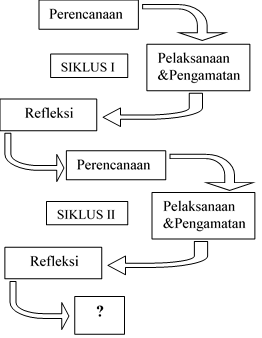 Perencanaan
Pelaksanaan
&Pengamatan
SIKLUS I
Refleksi
Perencanaan
Pelaksanaan
&Pengamatan
SIKLUS II
Refleksi
?